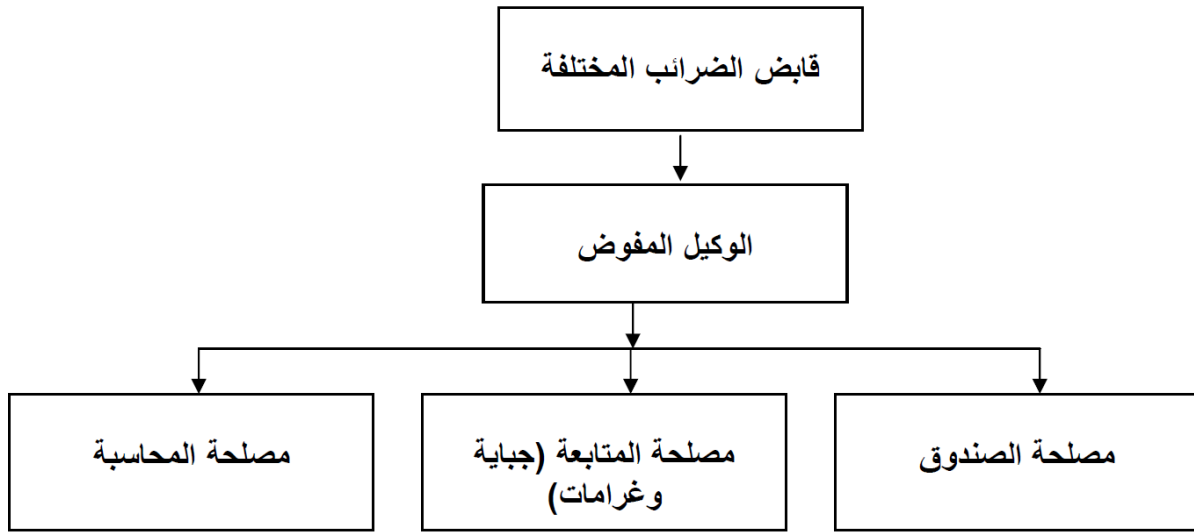 قابض الضرائب المختلفة
الوكيل المفوض
مصلحة الصندوق
مصلحة المتابعة (جباية
وغرامات)
مصلحة المحاسبة